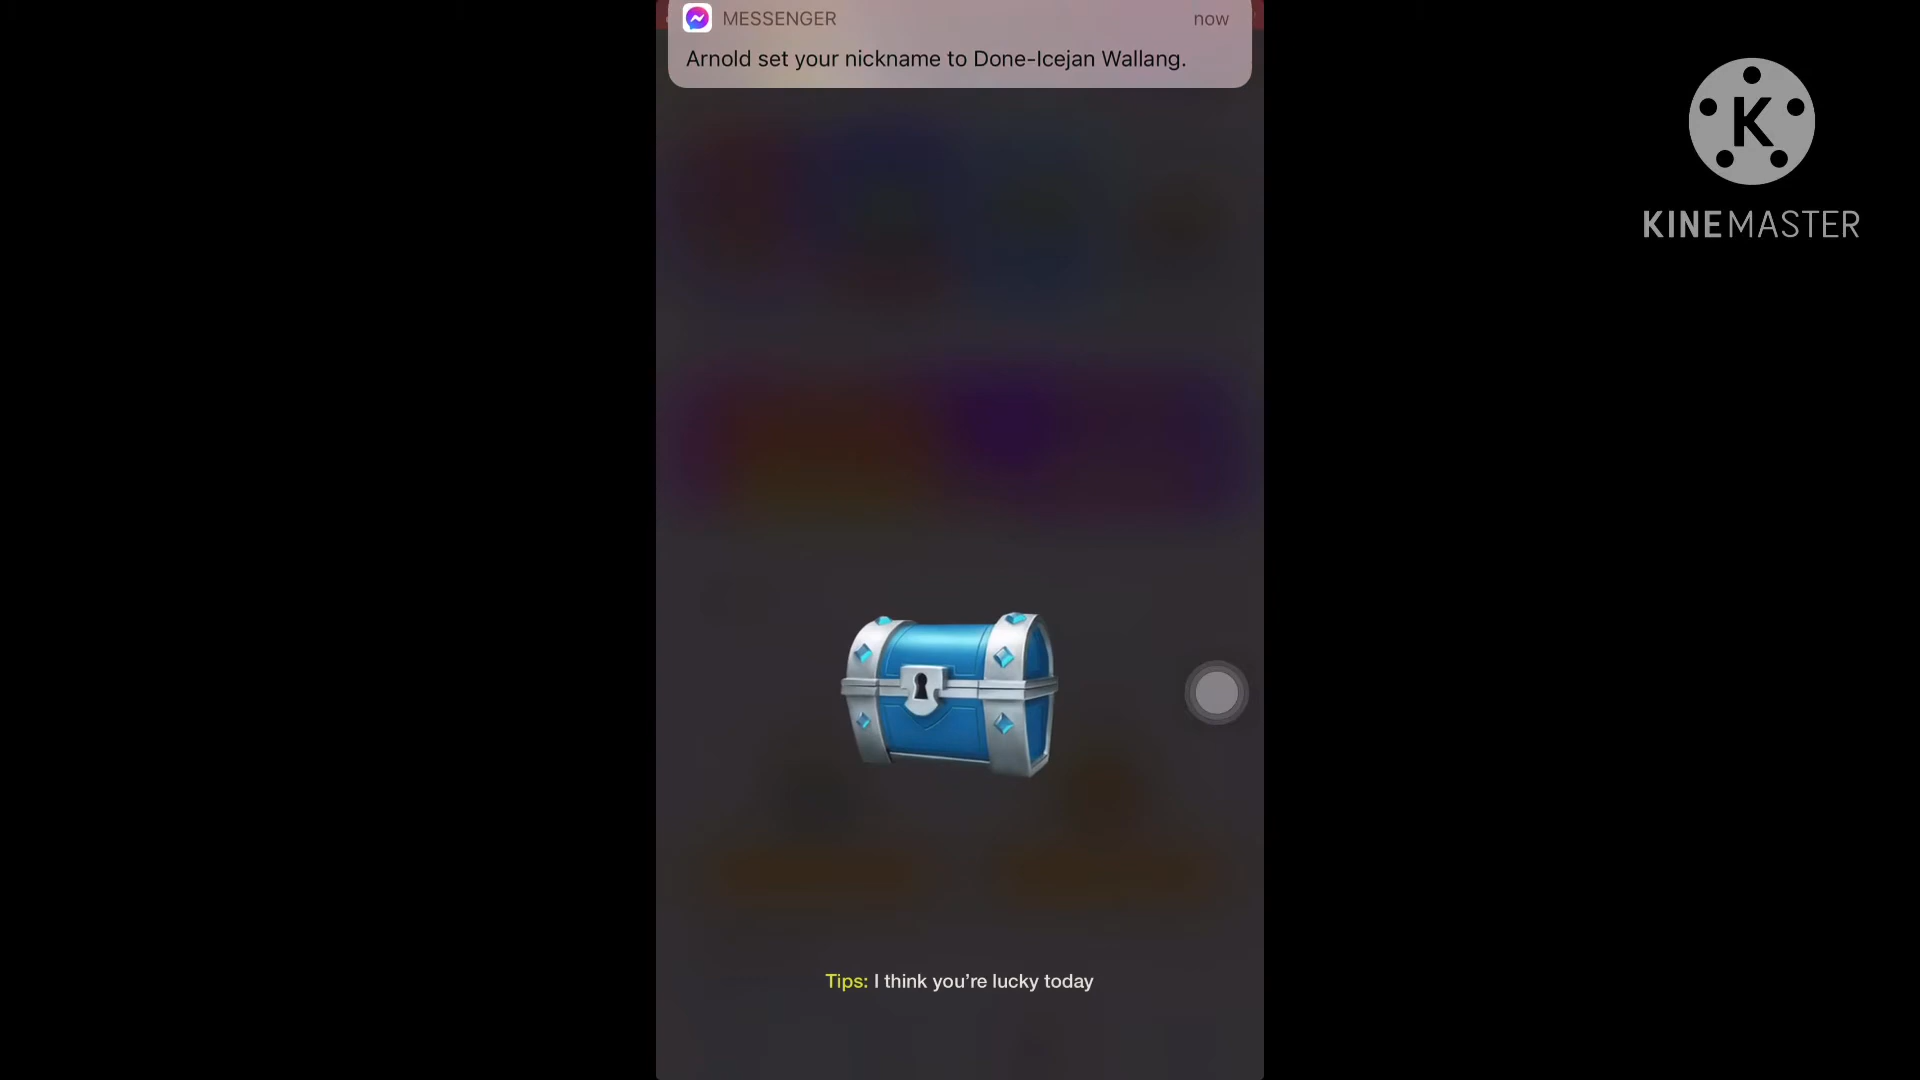 MESSENGER
now
Arnold set your nickname to Done-Icejan Wallang.
K
KINEMASTER
Tips: I think you’re lucky today